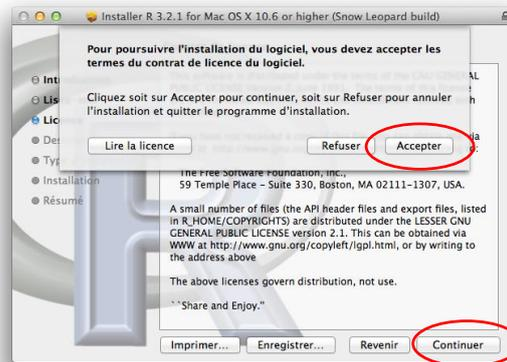 Installer R 3.2.1 for Mac OS X 10.6 or higher (Snow Leopard build)
Pour poursuivre l'installation du logiciel, vous devez accepter les
termes du contrat de licence du logiciel.
Cliquez soit sur Accepter pour continuer, soit sur Refuser pour annuler
l'installation et quitter le programme d'installation.
Lire la licence
Refuser
Accepter
Int
Lis
Lice
Des
Typ
Installation
Résumé
The Free Software Foundation, Inc.,
59 Temple Place - Suite 330, Boston, MA 02111-1307, USA.
A small number of files (the API header files and export files, listed
in R_HOME/COPYRIGHTS) are distributed under the LESSER GNU
GENERAL PUBLIC LICENSE version 2.1. This can be obtained via
WWW at http://www.gnu.org/copyleft/lgpl.html, or by writing to
the address above
The above licenses govern distribution, not use.
``Share and Enjoy.''
Imprimer...
Enregistrer...
Revenir
Continuer